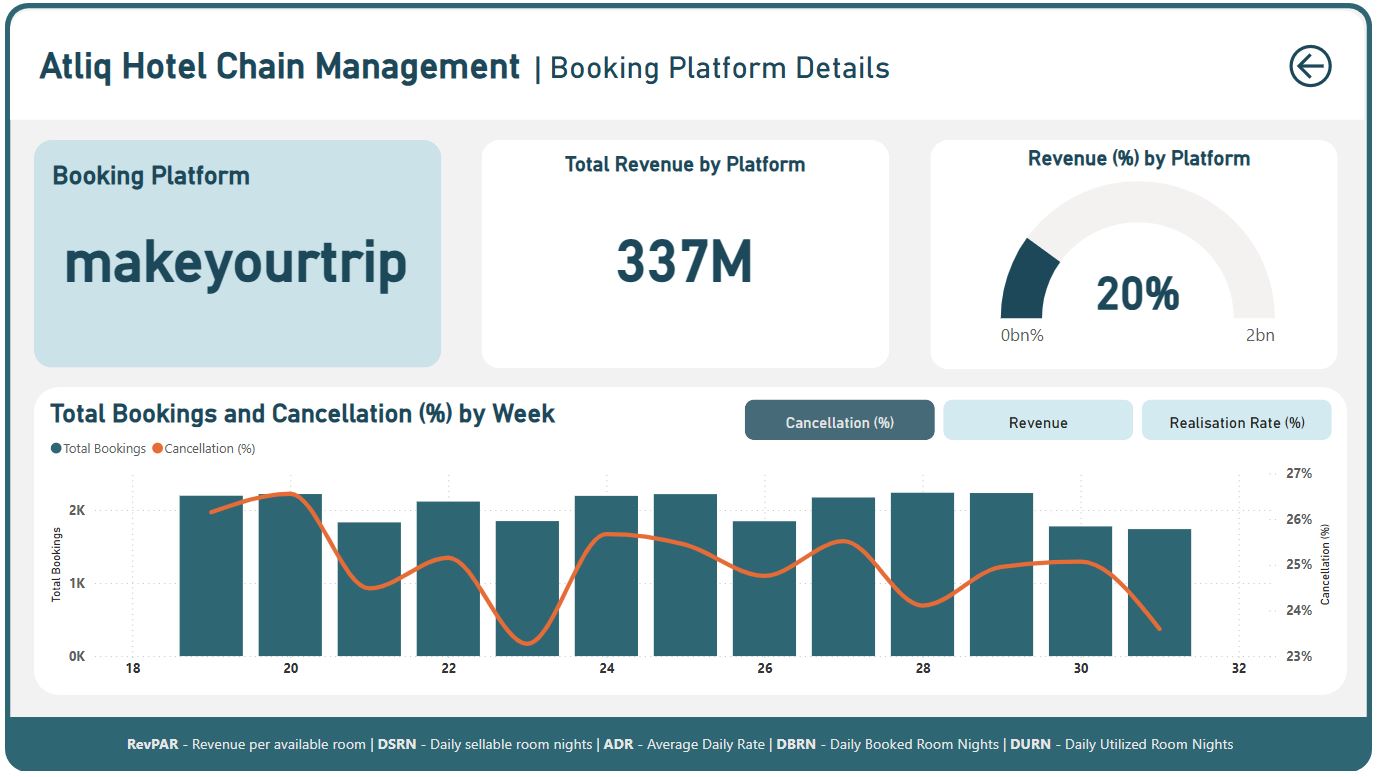 Atliq Hotel Chain Management | Booking Platform Details
Booking Platform
makeyourtrip
Total Revenue by Platform
337M
Revenue (%) by Platform
20%
0bn%
2bn
Total Bookings and Cancellation (%) by Week
Cancellation (%)
Revenue
Realisation Rate (%)
Total Bookings
Cancellation (%)
Total Bookings
2K
1K
0K
27%
26%
25%
24%
23%
Cancellation (%)
18
20
22
24
26
28
30
32
RevPAR - Revenue per available room | DSRN - Daily sellable room nights | ADR - Average Daily Rate | DBRN - Daily Booked Room Nights | DURN - Daily Utilized Room Nights